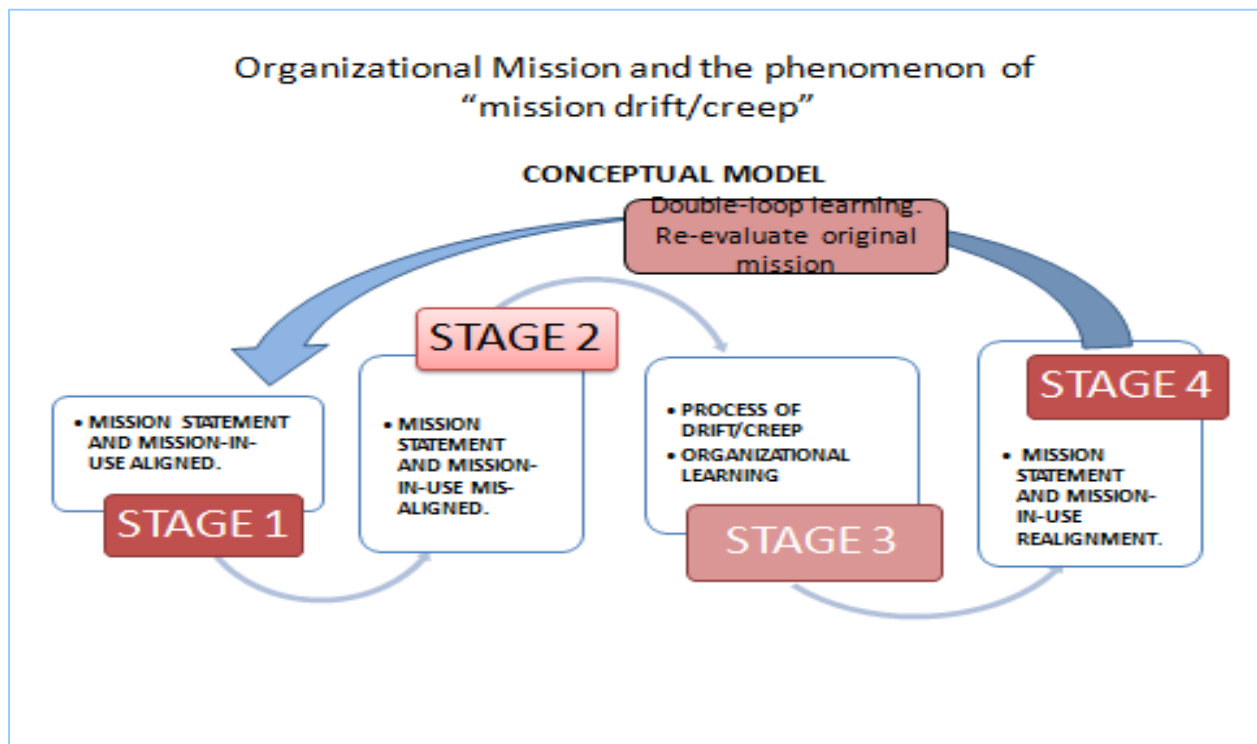 Organizational Mission and the phenomenon of
“mission drift/creep”
CONCEPTUAL MODEL
Double-loop learning.
Re-evaluate original
mission
• MISSION STATEMENT
AND MISSION-IN-
USE ALIGNED.
STAGE 1
STAGE 2
• MISSION
STATEMENT
AND MISSION-
IN-USE MIS-
ALIGNED.
• PROCESS OF
DRIFT/CREEP
• ORGANIZATIONAL
LEARNING
STAGE 3
STAGE 4
• MISSION
STATEMENT
AND MISSION-
IN-USE
REALIGNMENT.